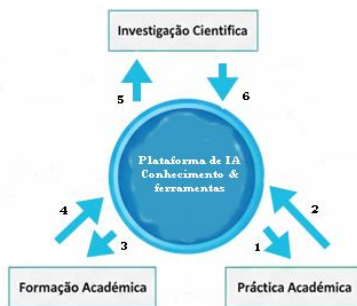 Investigação Cientifica
5
6
Plataforma de IA
Conhecimento &
ferramentas
4
2
3
1
Formação Académica
Práctica Académica